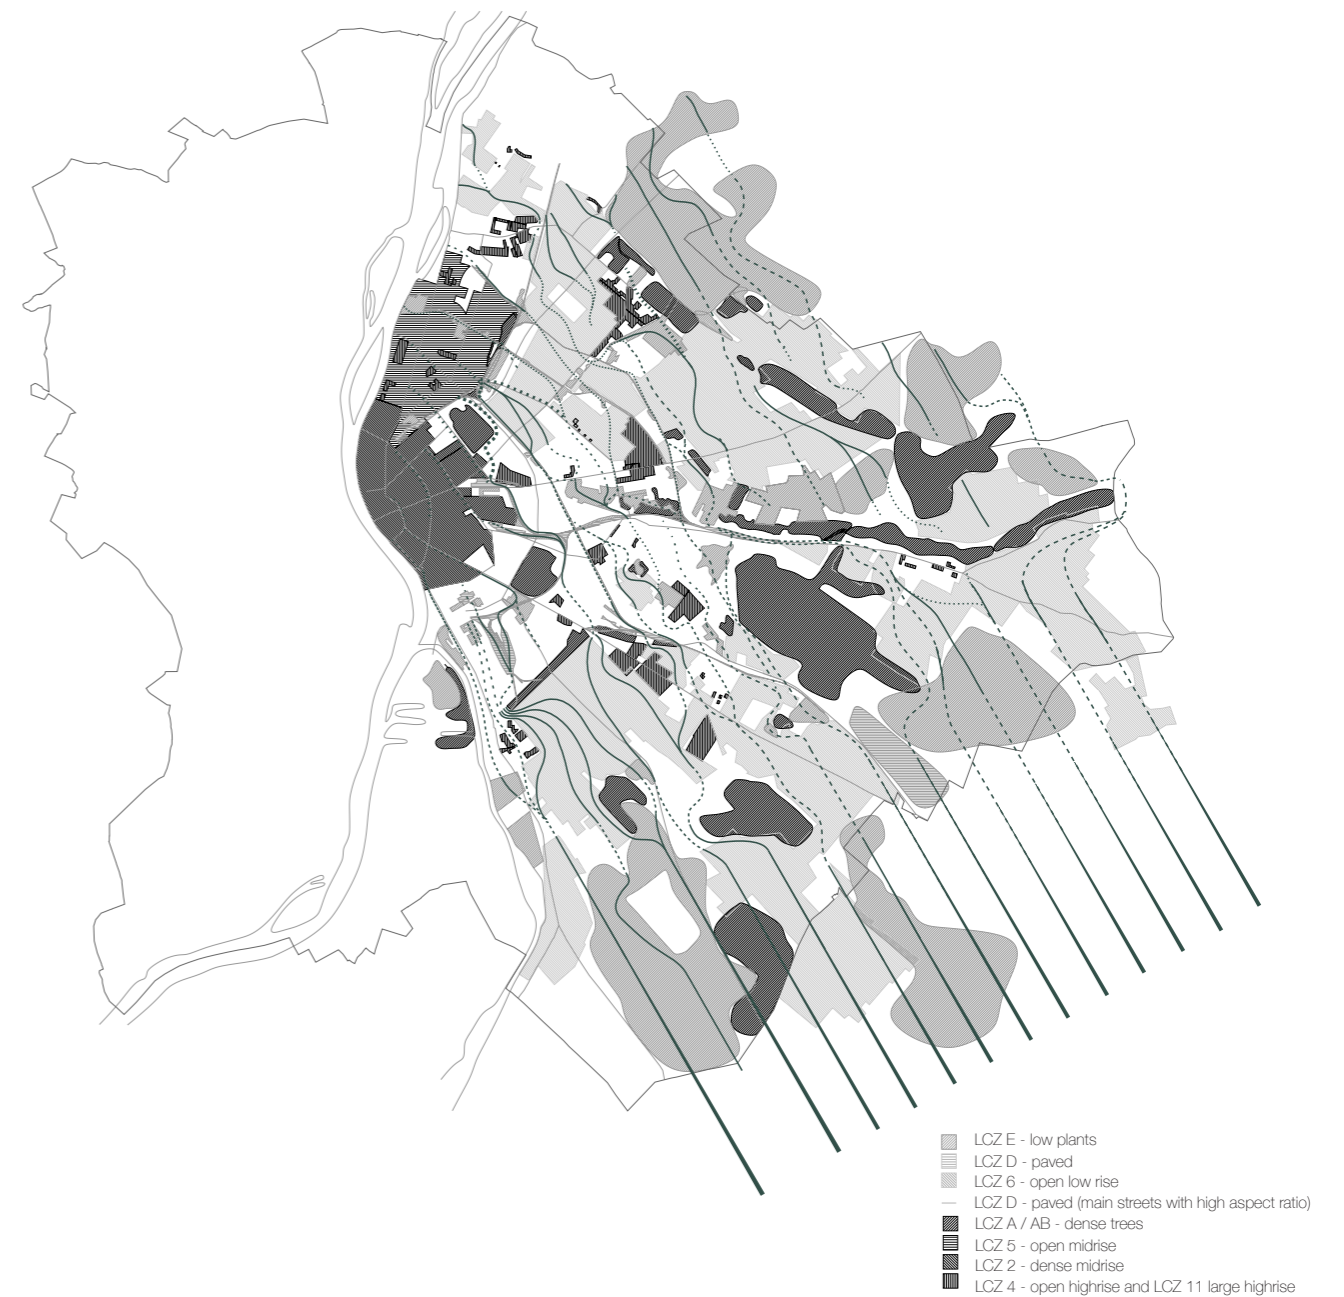 LCZ E - low plants
LCZ D - paved
LCZ 6 - open low rise
LCZ D - paved (main streets with high aspect ratio)
LCZ A / AB - dense trees
LCZ 5 - open midrise
LCZ 2 - dense midrise
LCZ 4 - open highrise and LCZ 11 large highrise